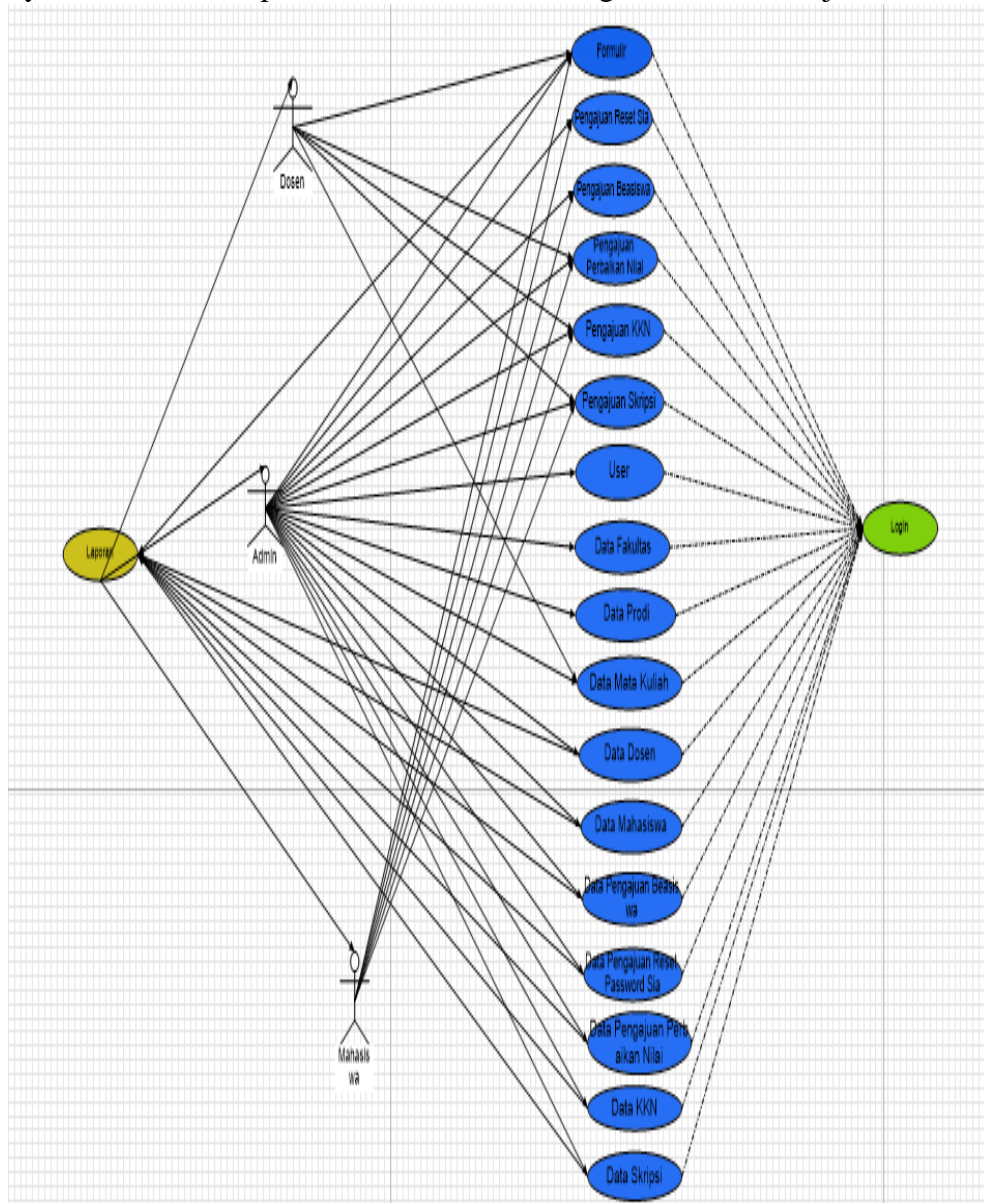 Formulir
Pengajuan Reset Sia
Dosen
Pengajuan Beasiswa
Pengajuan
Perbaikan Nilai
Pengajuan KKN
Pengajuan Skripsi
User
Login
Laporan
Admin
Data Fakultas
Data Prodi
Data Mata Kuliah
Data Dosen
Data Mahasiswa
Data Pengajuan Beasis
wa
Data Pengajuan Reset
Password Sia
Mahasis
wa
Data Pengajuan Perb
aikan Nilai
Data KKN
Data Skripsi